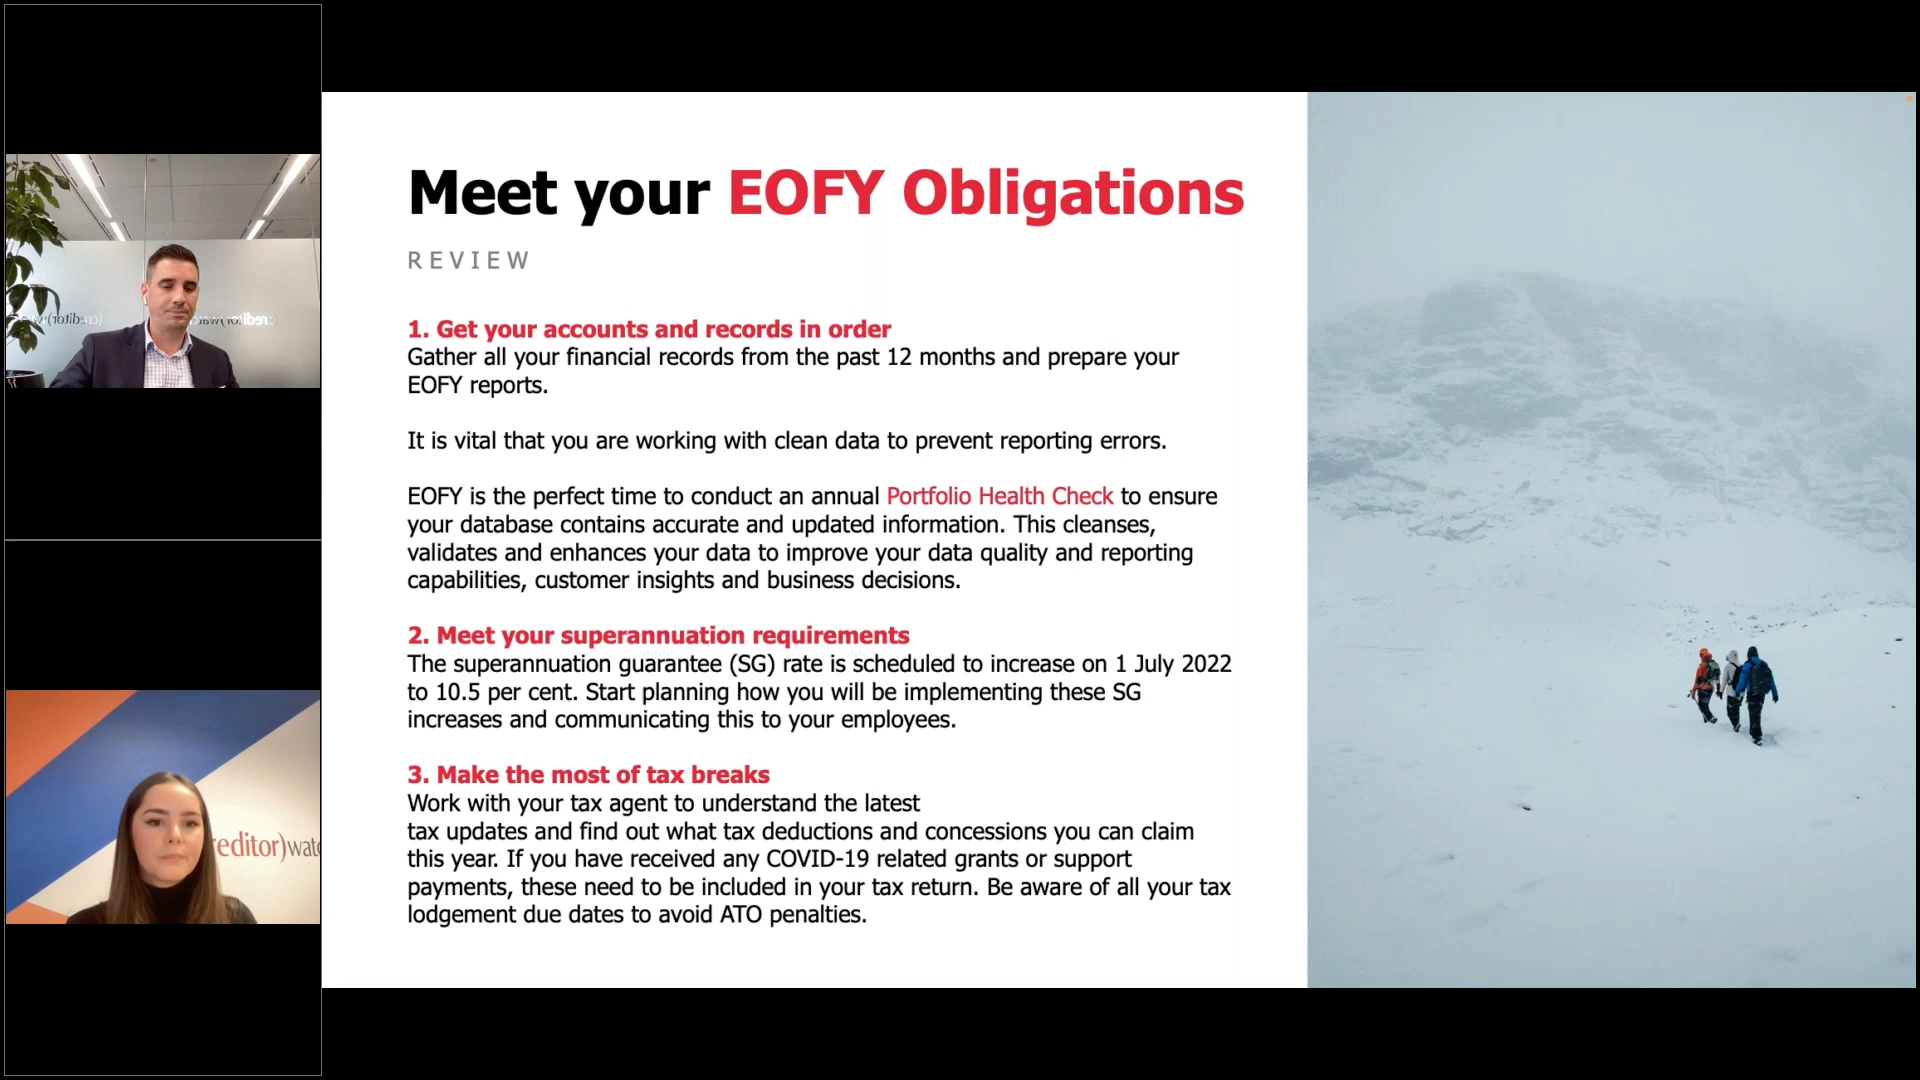 Meet your EOFY Obligations
REVIEW
1. Get your accounts and records in order
Gather all your financial records from the past 12 months and prepare your
EOFY reports.
It is vital that you are working with clean data to prevent reporting errors.
EOFY is the perfect time to conduct an annual Portfolio Health Check to ensure
your database contains accurate and updated information. This cleanses,
validates and enhances your data to improve your data quality and reporting
capabilities, customer insights and business decisions.
2. Meet your superannuation requirements
The superannuation guarantee (SG) rate is scheduled to increase on 1 July 2022
to 10.5 per cent. Start planning how you will be implementing these SG
increases and communicating this to your employees.
3. Make the most of tax breaks
Work with your tax agent to understand the latest
tax updates and find out what tax deductions and concessions you can claim
this year. If you have received any COVID-19 related grants or support
payments, these need to be included in your tax return. Be aware of all your tax
lodgement due dates to avoid ATO penalties.
reditor)watc